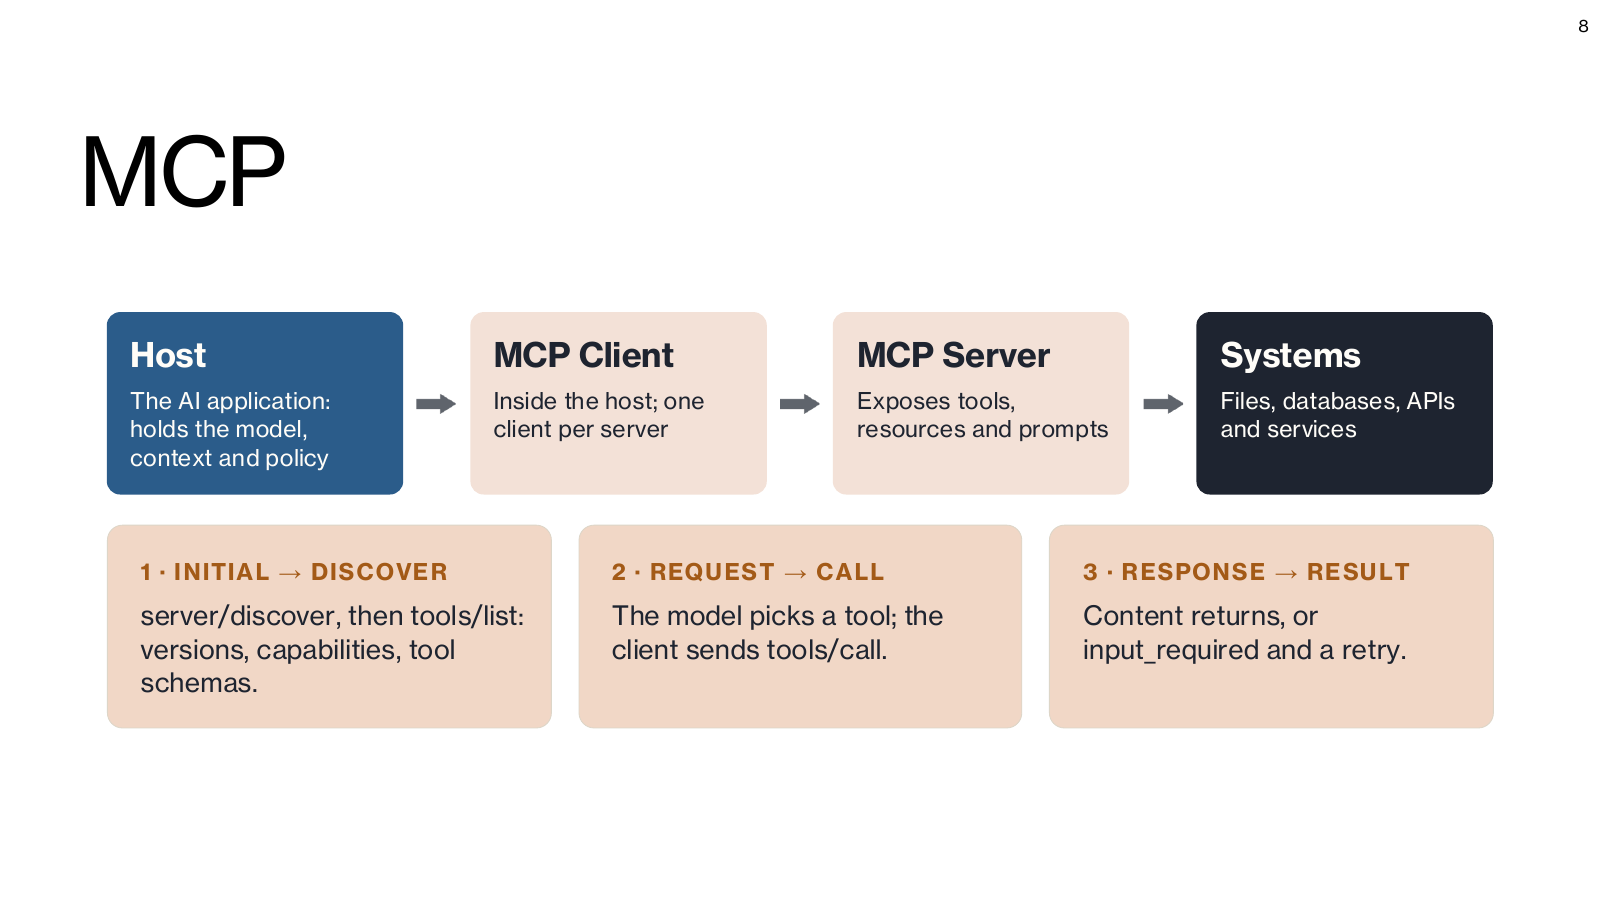 8
MCP
Host
The AI application:
holds the model,
context and policy
MCP Client
Inside the host; one
client per server
MCP Server
Exposes tools,
resources and prompts
Systems
Files, databases, APIs
and services
1 · INITIAL → DISCOVER
server/discover, then tools/list:
versions, capabilities, tool
schemas.
2 · REQUEST → CALL
The model picks a tool; the
client sends tools/call.
3 · RESPONSE → RESULT
Content returns, or
input_required and a retry.